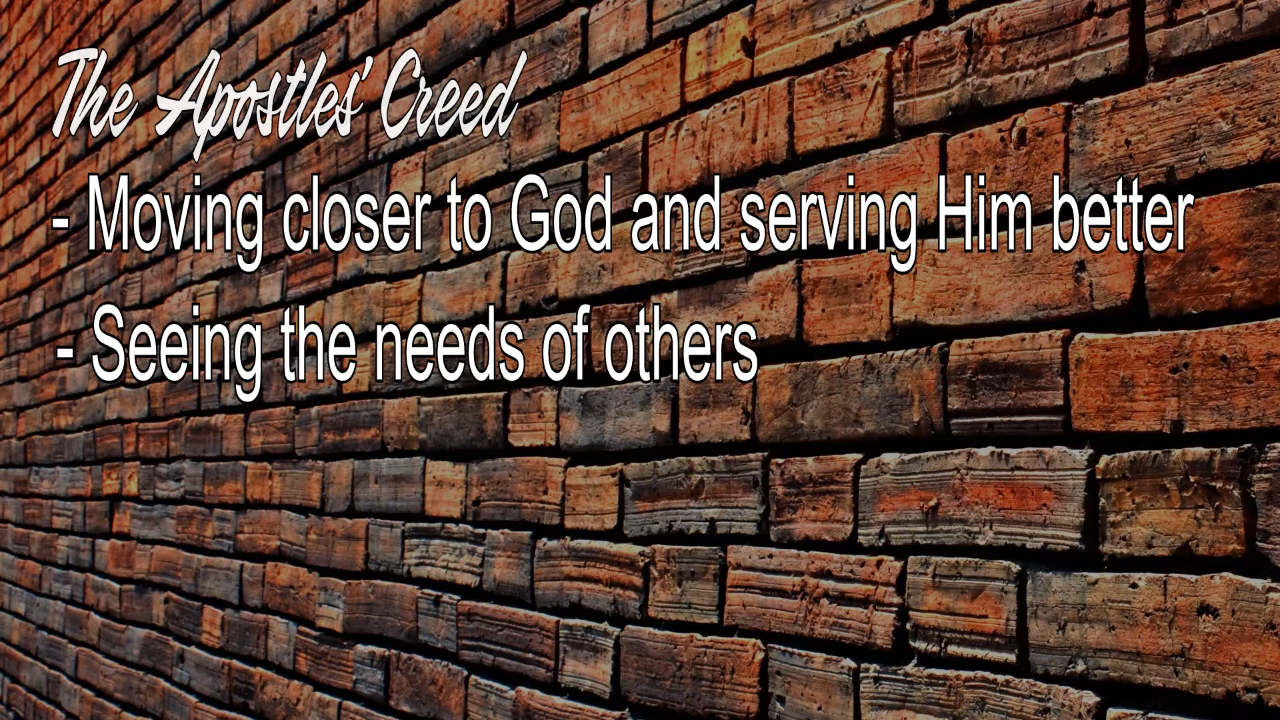 The Apostles' Creed
- Moving closer to God and serving Him better
- Seeing the needs of others